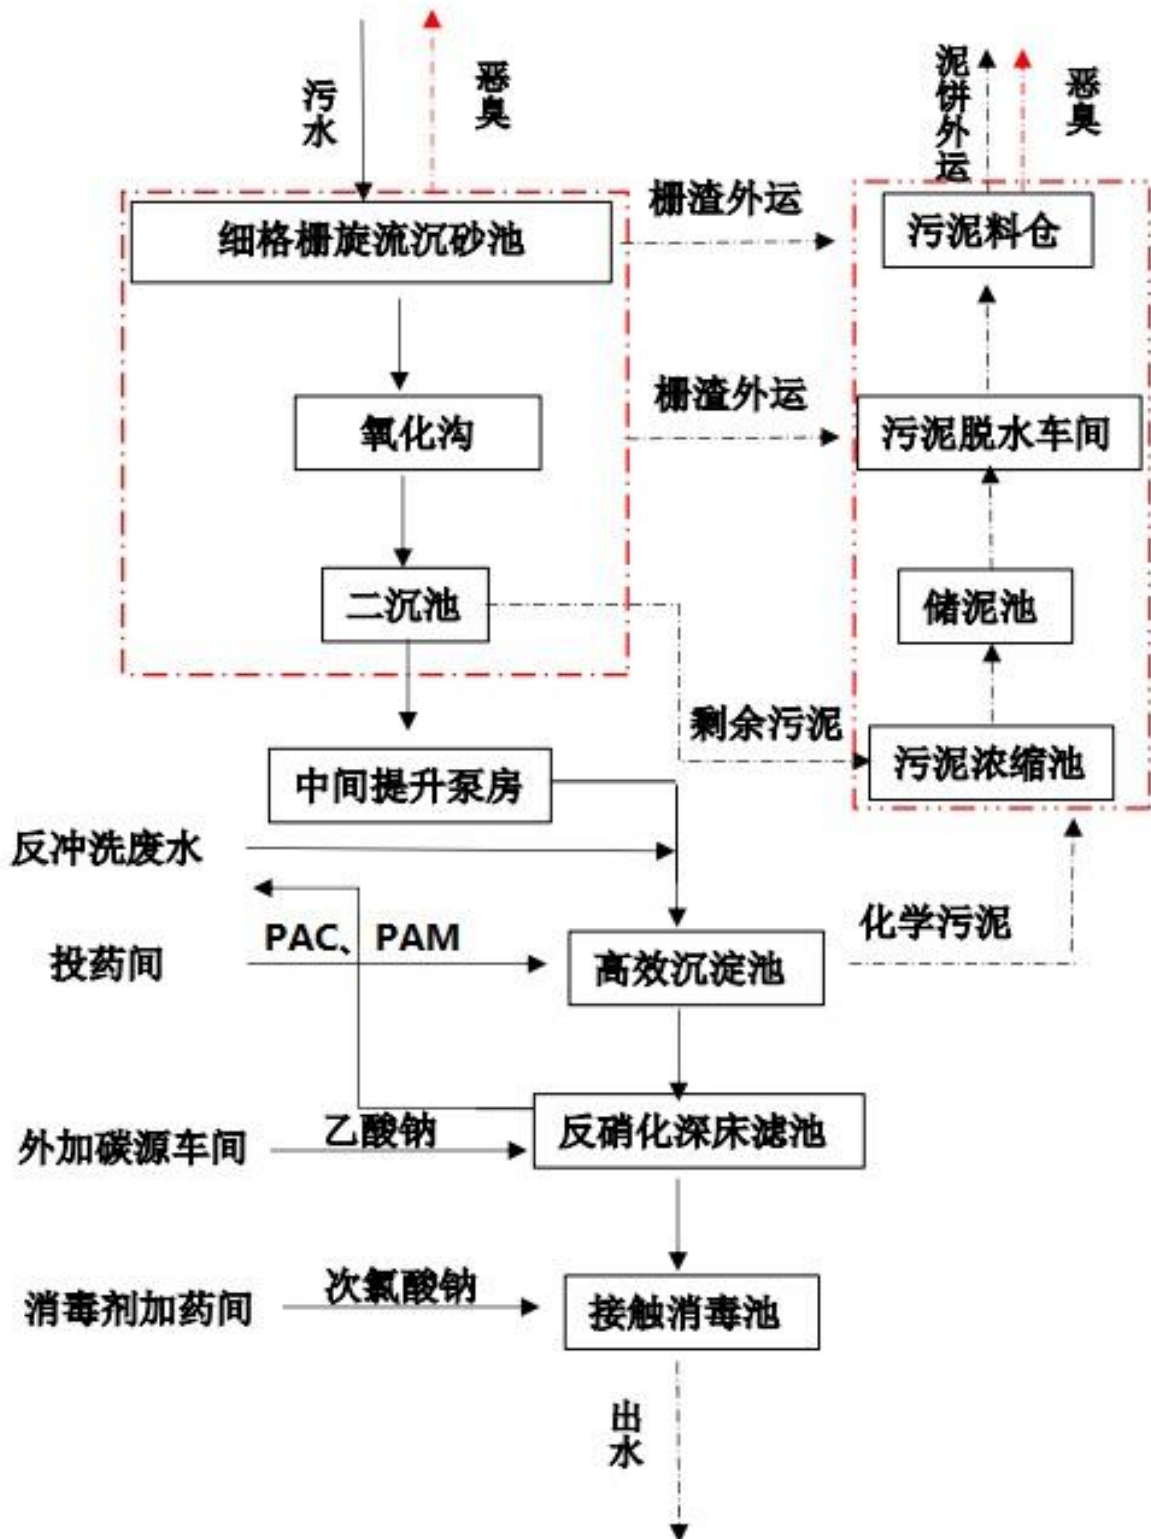 污水
恶臭
泥饼外运
恶臭
栅渣外运
细格栅旋流沉砂池
污泥料仓
栅渣外运
氧化沟
污泥脱水车间
二沉池
储泥池
剩余污泥
污泥浓缩池
中间提升泵房
反冲洗废水
化学污泥
PAC、PAM
投药间
高效沉淀池
乙酸钠
外加碳源车间
反硝化深床滤池
次氯酸钠
消毒剂加药间
接触消毒池
出水